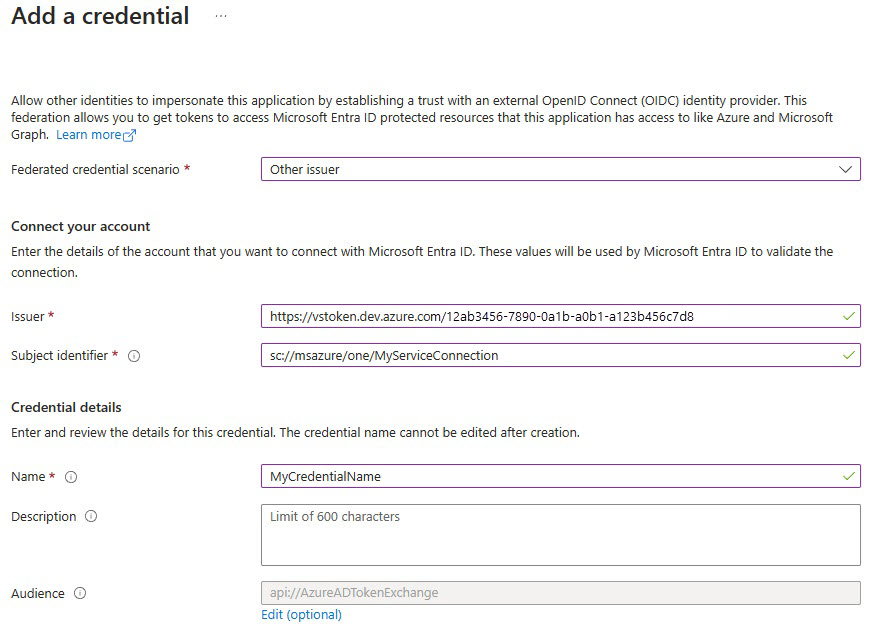 Add a credential ...
Allow other identities to impersonate this application by establishing a trust with an external OpenID Connect (OIDC) identity provider. This
federation allows you to get tokens to access Microsoft Entra ID protected resources that this application has access to like Azure and Microsoft
Graph. Learn more
Federated credential scenario * Other issuer
Connect your account
Enter the details of the account that you want to connect with Microsoft Entra ID. These values will be used by Microsoft Entra ID to validate the
connection.
Issuer * https://vstoken.dev.azure.com/12ab3456-7890-0a1b-a0b1-a123b456c7d8
Subject identifier * sc://msazure/one/MyServiceConnection
Credential details
Enter and review the details for this credential. The credential name cannot be edited after creation.
Name * MyCredentialName
Description Limit of 600 characters
Audience api://AzureADTokenExchange
Edit (optional)